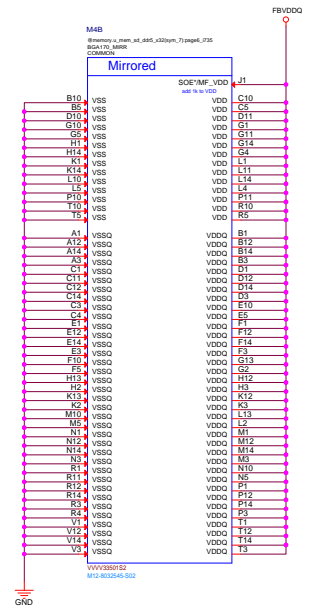 FBVDDQ
M4B
@memory.u_mem_sd_ddr5_x32(sym_7):page6_i735
BGA170_MIRR
COMMON
Mirrored
SOE*/MF_VDD J1
add 1k to VDD
B10 VSS VDD C10
B5 VSS VDD C5
D10 VSS VDD D11
G10 VSS VDD G1
G5 VSS VDD G11
H1 VSS VDD G14
H14 VSS VDD G4
K1 VSS VDD L1
K14 VSS VDD L11
L10 VSS VDD L14
L5 VSS VDD L4
P10 VSS VDD P11
T10 VSS VDD R10
T5 VSS VDD R5
A1 VSSQ VDDQ B1
A12 VSSQ VDDQ B12
A14 VSSQ VDDQ B14
A3 VSSQ VDDQ B3
C1 VSSQ VDDQ D1
C11 VSSQ VDDQ D12
C12 VSSQ VDDQ D14
C14 VSSQ VDDQ D3
C3 VSSQ VDDQ E10
C4 VSSQ VDDQ E5
E1 VSSQ VDDQ F1
E12 VSSQ VDDQ F12
E14 VSSQ VDDQ F14
E3 VSSQ VDDQ F3
F10 VSSQ VDDQ G13
F5 VSSQ VDDQ G2
H13 VSSQ VDDQ H12
H2 VSSQ VDDQ H3
K13 VSSQ VDDQ K12
K2 VSSQ VDDQ K3
M10 VSSQ VDDQ L13
M5 VSSQ VDDQ L2
N1 VSSQ VDDQ M1
N12 VSSQ VDDQ M12
N14 VSSQ VDDQ M14
N3 VSSQ VDDQ M3
R1 VSSQ VDDQ N10
R11 VSSQ VDDQ N5
R12 VSSQ VDDQ P1
R14 VSSQ VDDQ P12
R3 VSSQ VDDQ P14
R4 VSSQ VDDQ P3
V1 VSSQ VDDQ T1
V12 VSSQ VDDQ T12
V14 VSSQ VDDQ T14
V3 VSSQ VDDQ T3
VVVV33501S2
M12-8032545-S02
GND